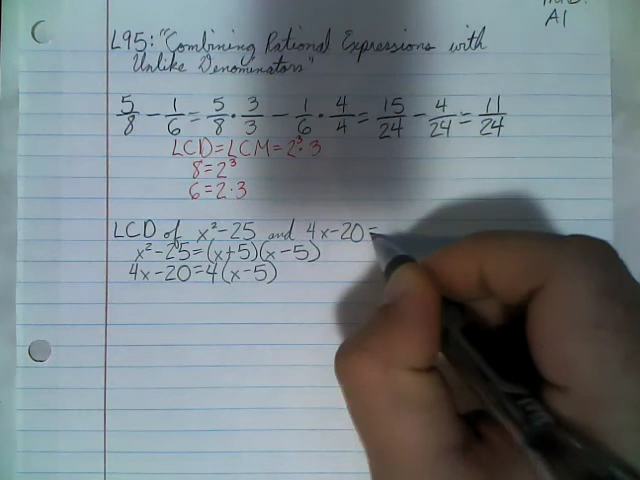 A1
L95: "Combining Rational Expressions with
Unlike Denominators"
5/8 − 1/6 = 5/8 · 3/3 − 1/6 · 4/4 = 15/24 − 4/24 = 11/24
LCD = LCM = 2³ · 3
8 = 2³
6 = 2 · 3
LCD of x² − 25 and 4x − 20 =
x² − 25 = (x + 5)(x − 5)
4x − 20 = 4(x − 5)